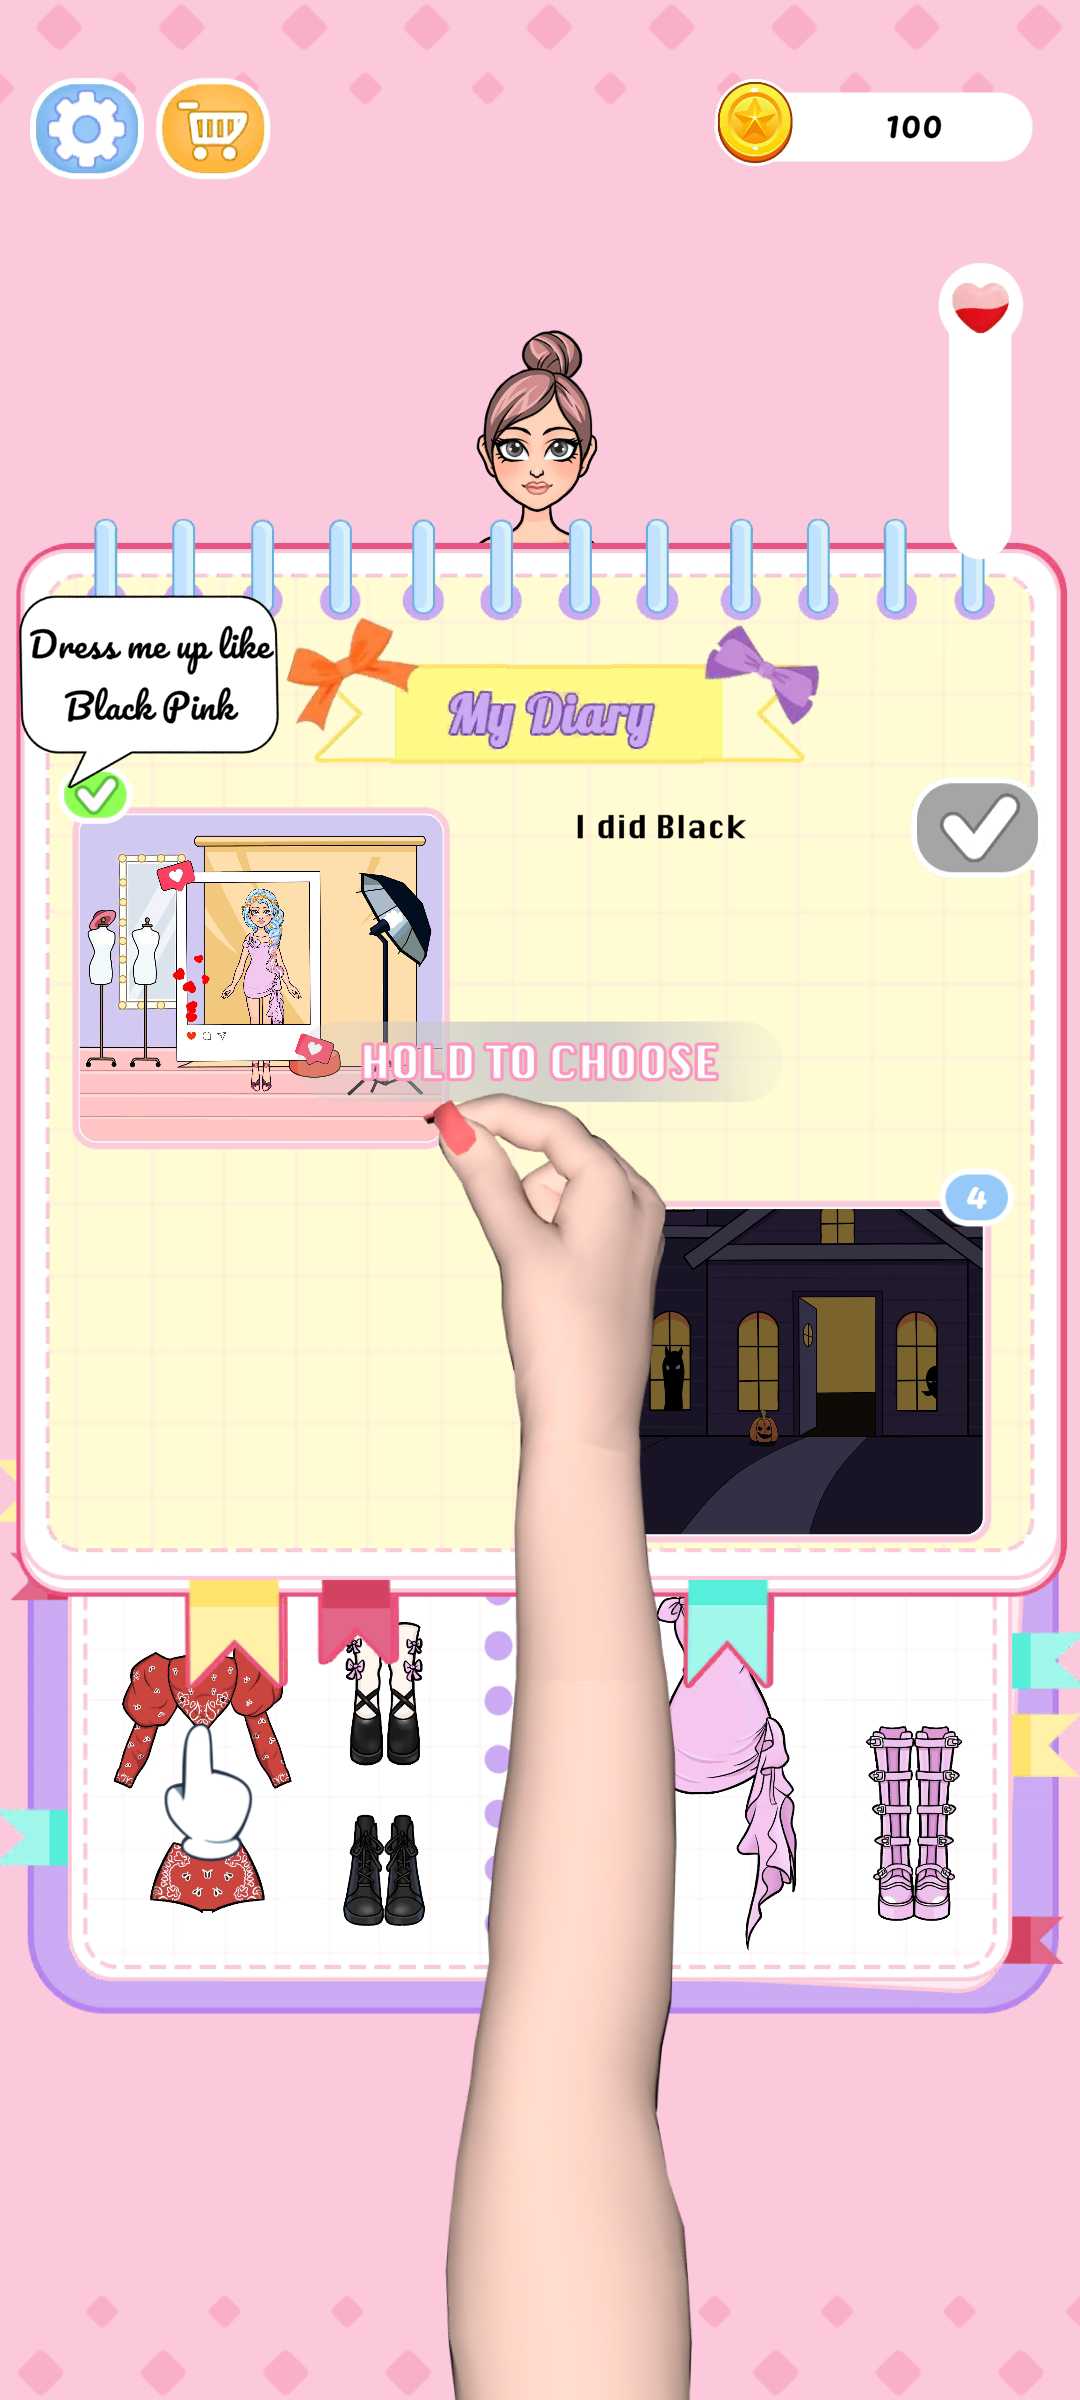 100
Dress me up like
Black Pink
My Diary
I did Black
HOLD TO CHOOSE
4